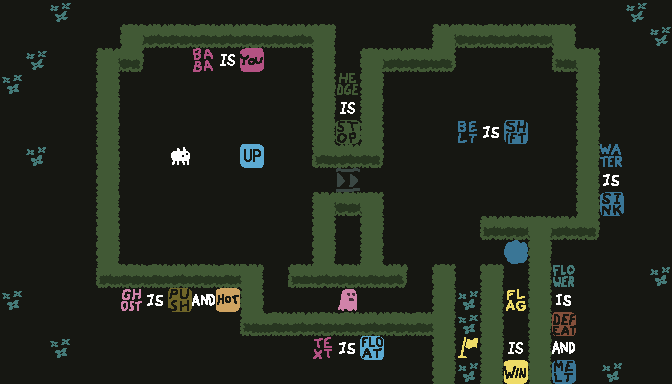 BABA IS YOU
HEDGE IS STOP
BELT IS SHIFT
UP
WATER IS SINK
GHOST IS PUSH AND HOT
FLAG IS WIN
FLOWER IS DEFEAT AND MELT
TEXT IS FLOAT